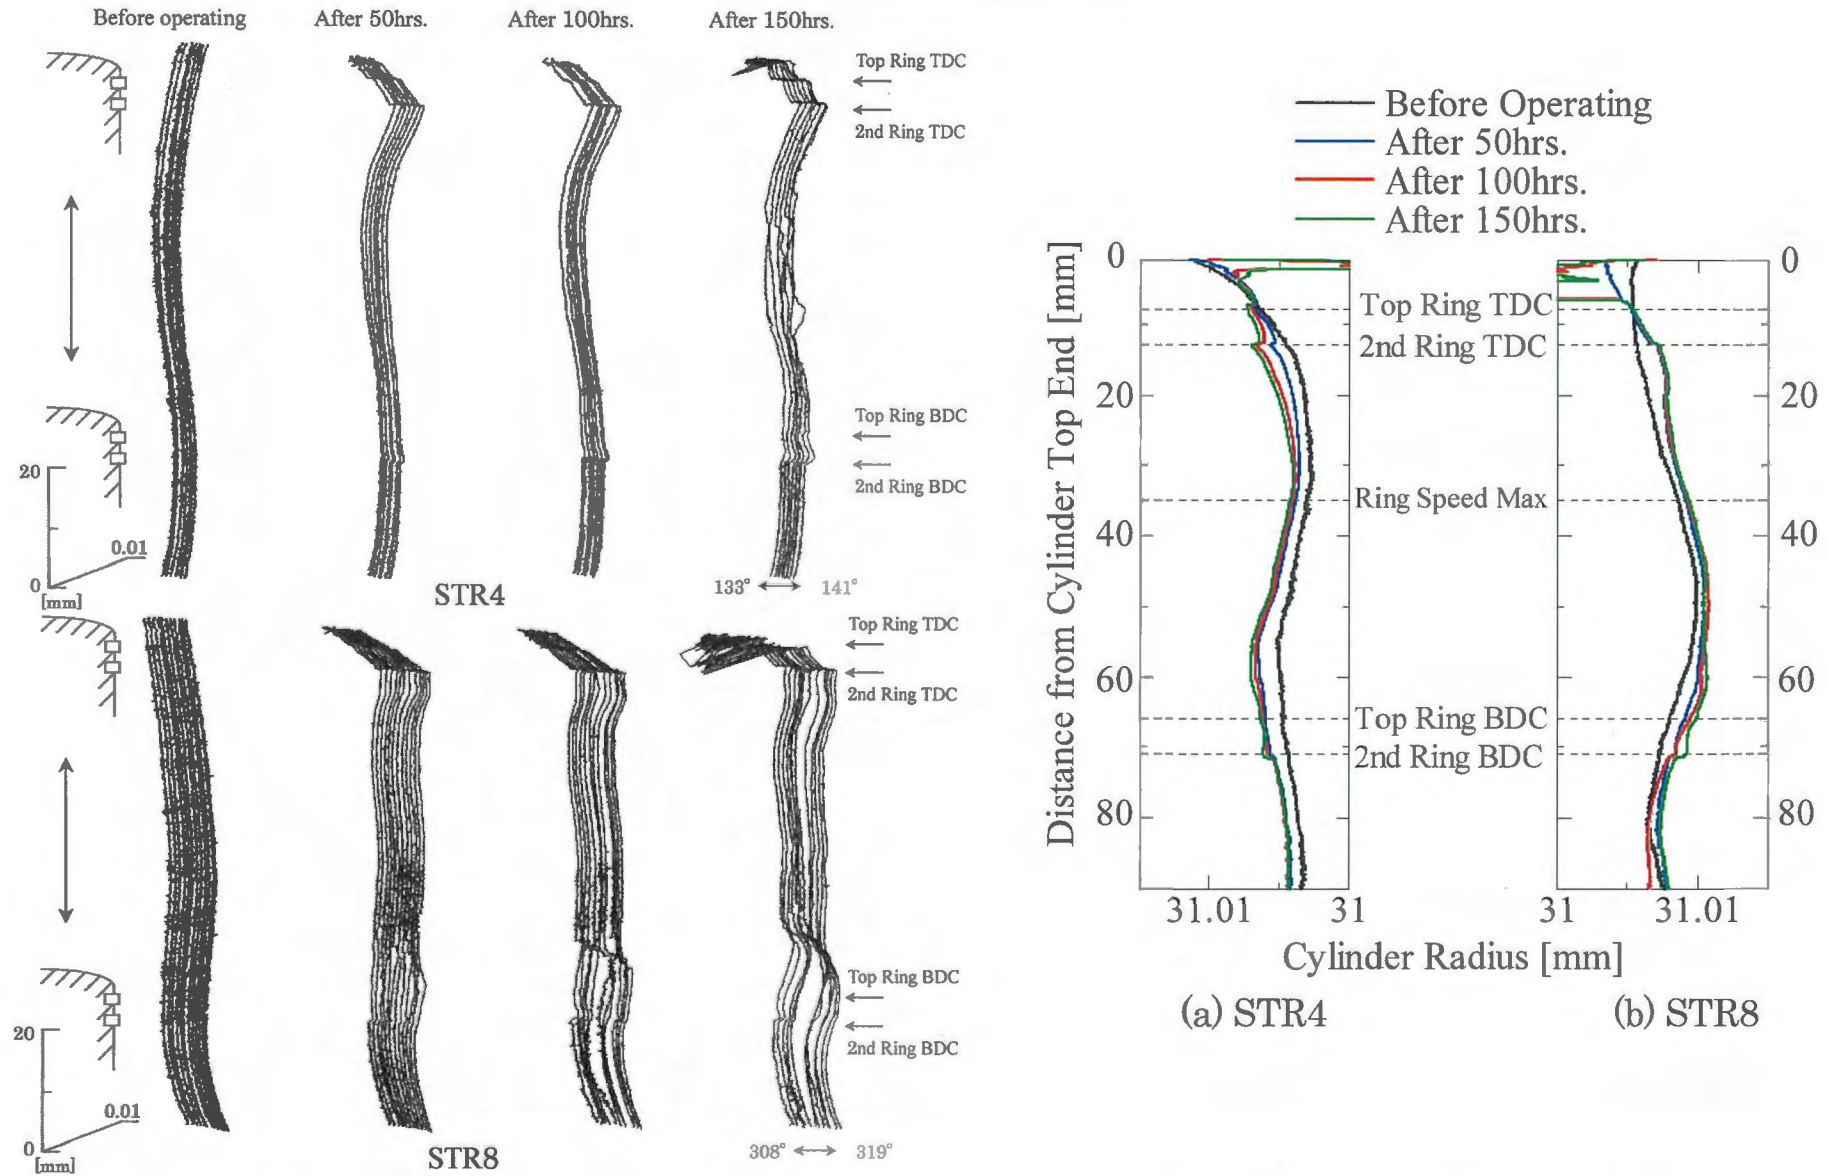 Before operating
After 50hrs.
After 100hrs.
After 150hrs.
Top Ring TDC
2nd Ring TDC
Top Ring BDC
2nd Ring BDC
20
0.01
0
[mm]
133°
141°
STR4
Top Ring TDC
2nd Ring TDC
Top Ring BDC
2nd Ring BDC
20
0.01
0
[mm]
308°
319°
STR8
Before Operating
After 50hrs.
After 100hrs.
After 150hrs.
Distance from Cylinder Top End [mm]
0
20
40
60
80
Top Ring TDC
2nd Ring TDC
Ring Speed Max
Top Ring BDC
2nd Ring BDC
0
20
40
60
80
31.01
31
31
31.01
Cylinder Radius [mm]
(a) STR4
(b) STR8